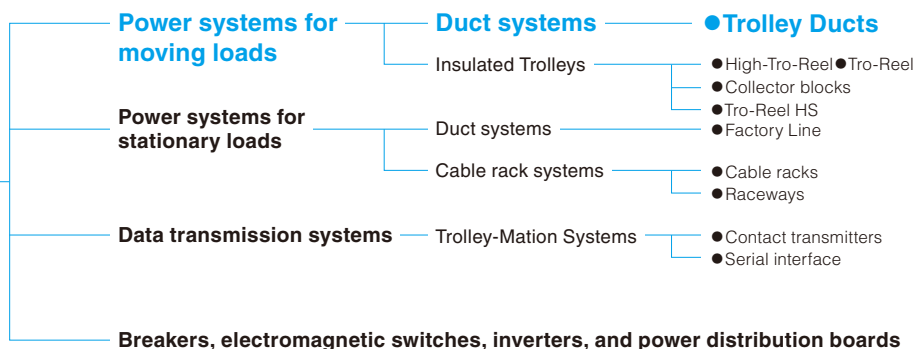 Power systems for
moving loads
Duct systems
●Trolley Ducts
Insulated Trolleys
●High-Tro-Reel●Tro-Reel
●Collector blocks
●Tro-Reel HS
Power systems for
stationary loads
Duct systems
●Factory Line
Cable rack systems
●Cable racks
●Raceways
Data transmission systems
Trolley-Mation Systems
●Contact transmitters
●Serial interface
Breakers, electromagnetic switches, inverters, and power distribution boards